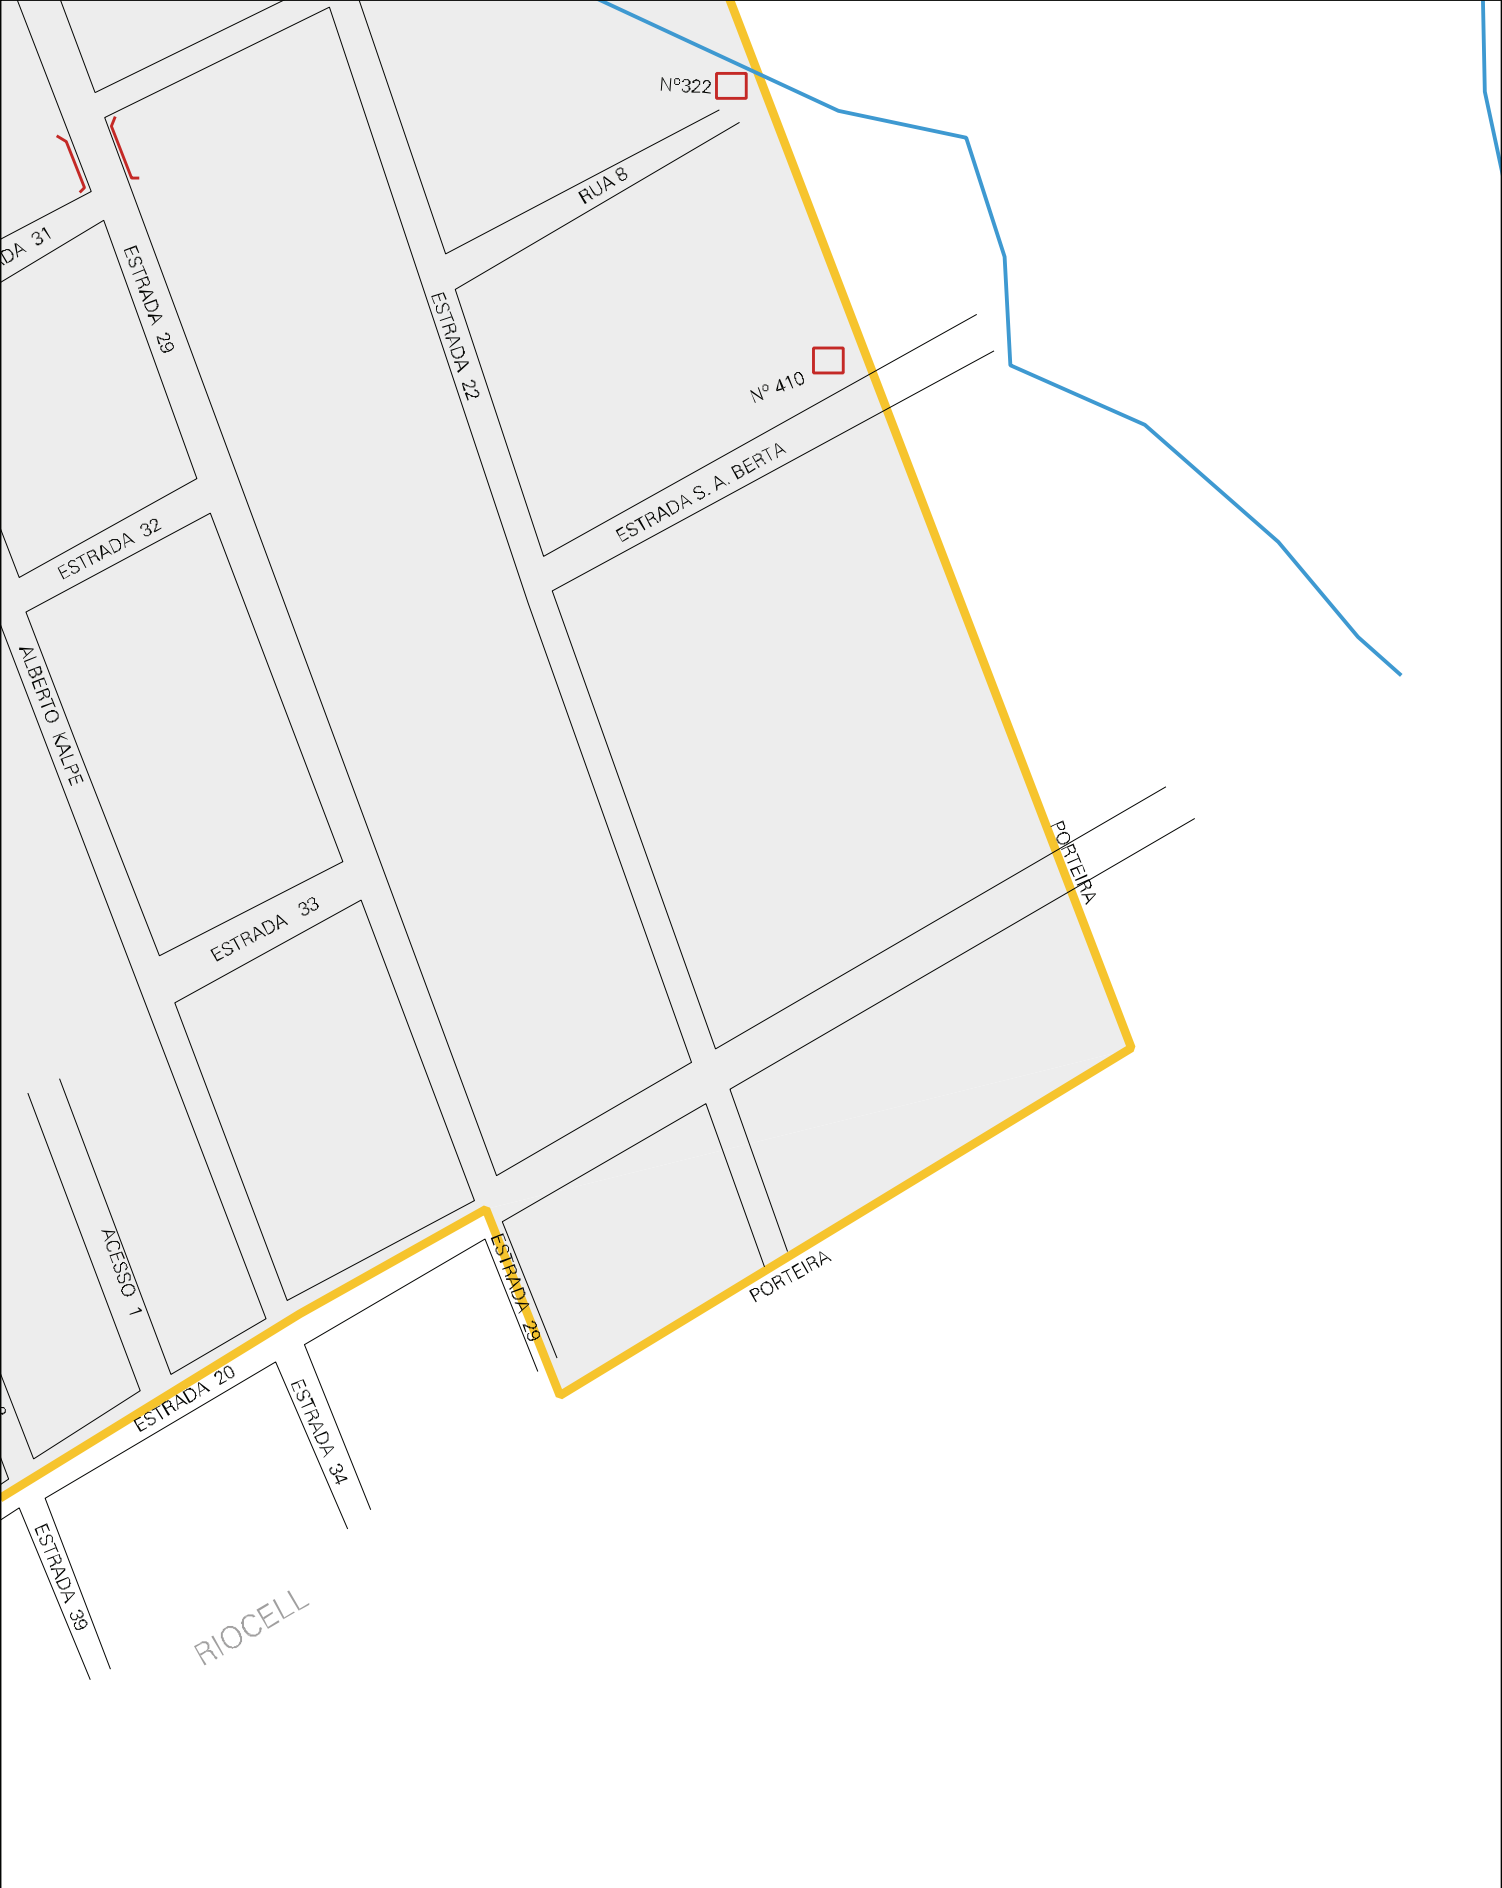 Nº322
RUA 8
DA 31
ESTRADA 29
ESTRADA 22
Nº 410
ESTRADA S. A. BERTA
ESTRADA 32
ALBERTO KALPE
PORTEIRA
ESTRADA 33
ACESSO 1
ESTRADA 29
PORTEIRA
ESTRADA 20
ESTRADA 34
ESTRADA 39
RIOCELL